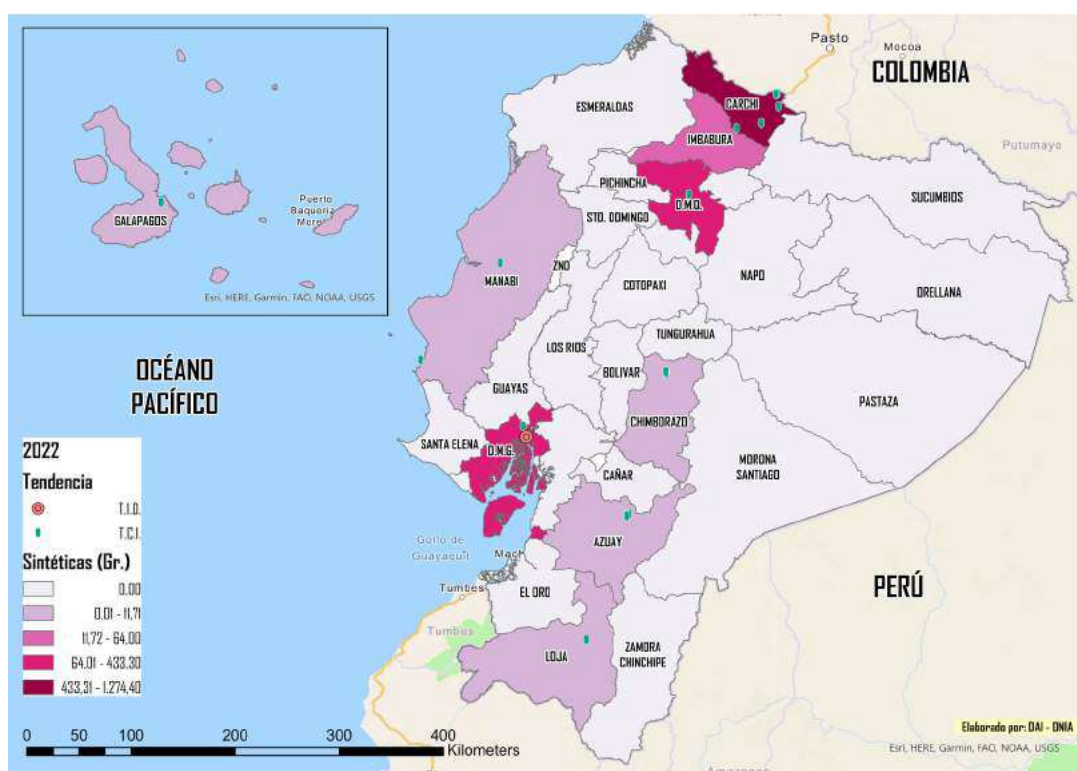 Pasto
Mocoa
COLOMBIA
ESMERALDAS
CARCHI
IMBABURA
Putumayo
PICHINCHA
SUCUMBIOS
GALAPAGOS
Puerto
Baquerizo
More
D.M.Q.
STO. DOMINGO
Esri, HERE, Garmin, FAO, NOAA, USGS
MANABI
ZND
NAPO
COTOPAXI
ORELLANA
TUNGURAHUA
LOS RIOS
BOLIVAR
OCÉANO
PACÍFICO
GUAYAS
PASTAZA
CHIMBORAZO
SANTA ELENA
D.M.G.
MORONA
SANTIAGO
CAÑAR
2022
Tendencia
T.I.D.
T.C.I.
AZUAY
Golfo de
Guayaquil
Mach
Sintéticas (Gr.)
0.00
0,01 - 11,71
11,72 - 64,00
64,01 - 433,30
433,31 - 1.274,40
Tumbes
EL ORO
PERÚ
Tumbes
LOJA
ZAMORA
CHINCHIPE
0 100 200 300 400
Kilometers
Elaborado por: DAI - DNIA
Esri, HERE, Garmin, FAO, NOAA, USGS